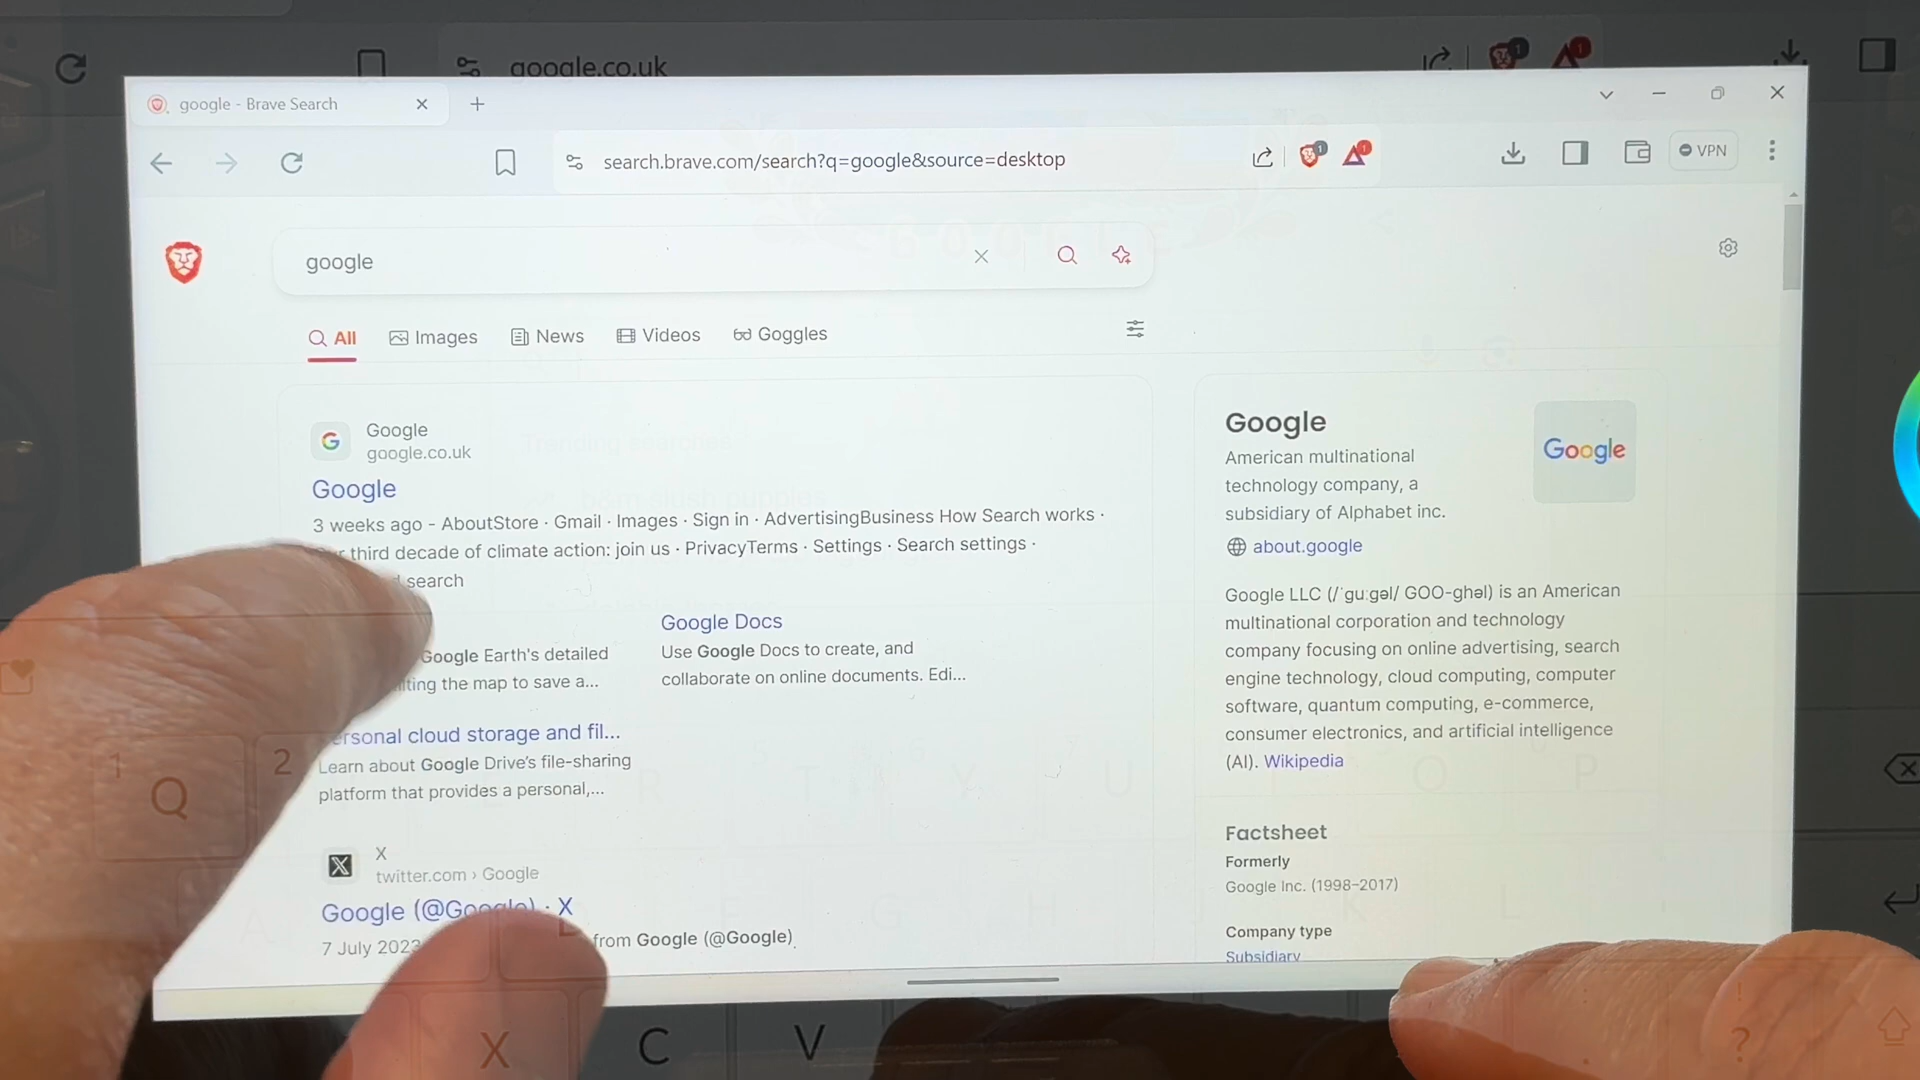 google.co.uk
google - Brave Search
search.brave.com/search?q=google&source=desktop
VPN
google
All
Images
News
Videos
Goggles
Google
google.co.uk
Google
3 weeks ago - AboutStore · Gmail · Images · Sign in · AdvertisingBusiness How Search works ·
third decade of climate action: join us · PrivacyTerms · Settings · Search settings ·
search
Google Earth's detailed
the map to save a...
Google Docs
Use Google Docs to create, and
collaborate on online documents. Edi...
ersonal cloud storage and fil...
Learn about Google Drive's file-sharing
platform that provides a personal,...
X
twitter.com › Google
Google (@Google) · X
7 July 2023
from Google (@Google)
Google
American multinational
technology company, a
subsidiary of Alphabet inc.
about.google
Google
Google LLC (/ˈɡuːɡəl/ GOO-ghəl) is an American
multinational corporation and technology
company focusing on online advertising, search
engine technology, cloud computing, computer
software, quantum computing, e-commerce,
consumer electronics, and artificial intelligence
(AI). Wikipedia
Factsheet
Formerly
Google Inc. (1998–2017)
Company type
Subsidiary
1
Q
2
R
T
Y
U
O
P
G
H
K
L
X
C
V
?